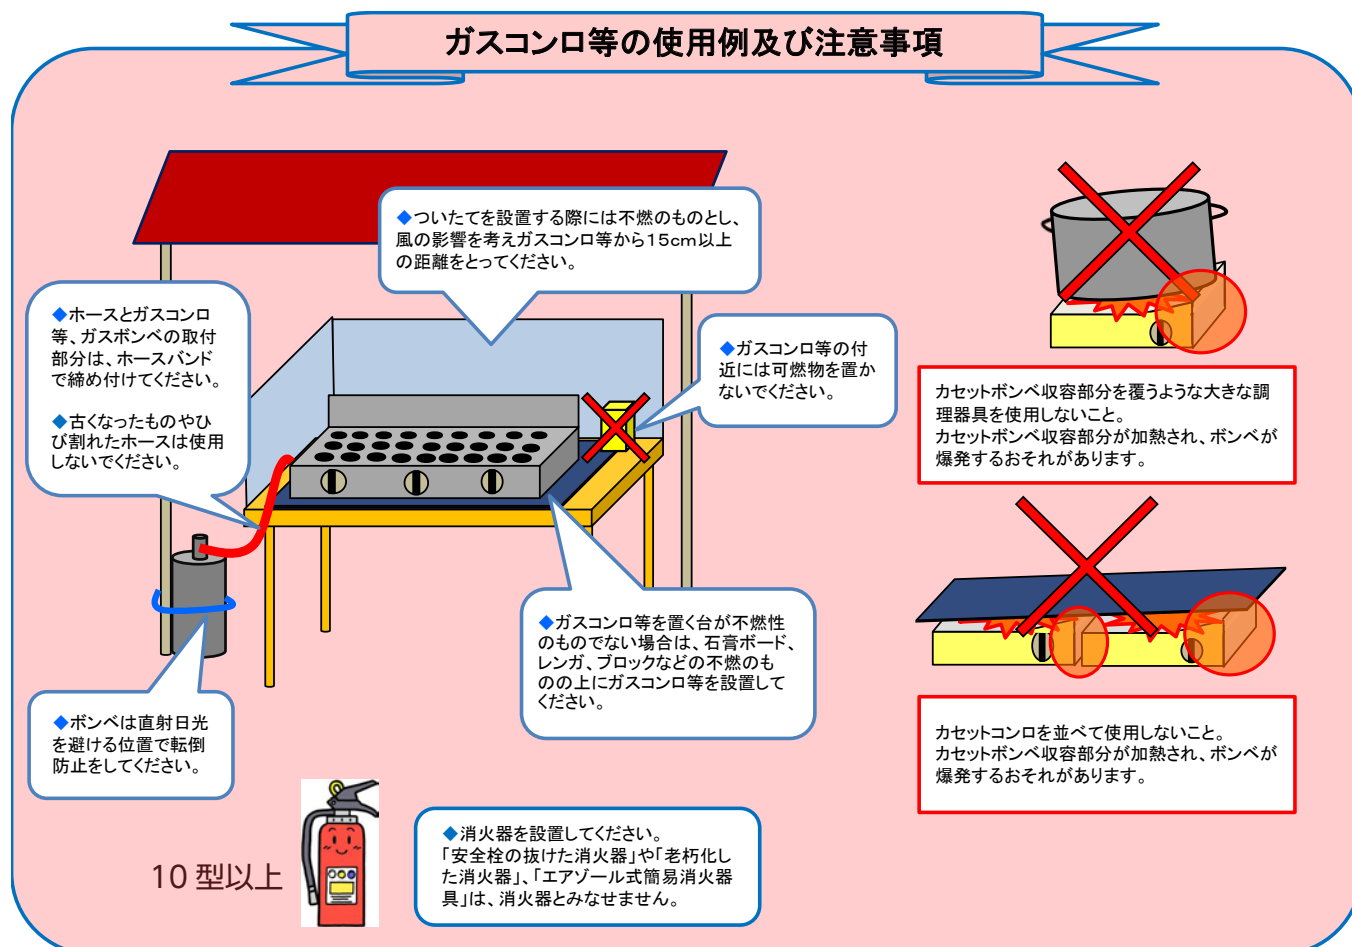 ガスコンロ等の使用例及び注意事項
◆ついたてを設置する際には不燃のものとし、
風の影響を考えガスコンロ等から15cm以上
の距離をとってください。
◆ホースとガスコンロ
等、ガスボンベの取付
部分は、ホースバンド
で締め付けてください。
◆古くなったものやひ
び割れたホースは使用
しないでください。
◆ガスコンロ等の付
近には可燃物を置か
ないでください。
◆ガスコンロ等を置く台が不燃性
のものでない場合は、石膏ボード、
レンガ、ブロックなどの不燃のも
のの上にガスコンロ等を設置して
ください。
◆ボンベは直射日光
を避ける位置で転倒
防止をしてください。
10 型以上
◆消火器を設置してください。
「安全栓の抜けた消火器」や「老朽化し
た消火器」、「エアゾール式簡易消火器
具」は、消火器とみなせません。
カセットボンベ収容部分を覆うような大きな調
理器具を使用しないこと。
カセットボンベ収容部分が加熱され、ボンベが
爆発するおそれがあります。
カセットコンロを並べて使用しないこと。
カセットボンベ収容部分が加熱され、ボンベが
爆発するおそれがあります。